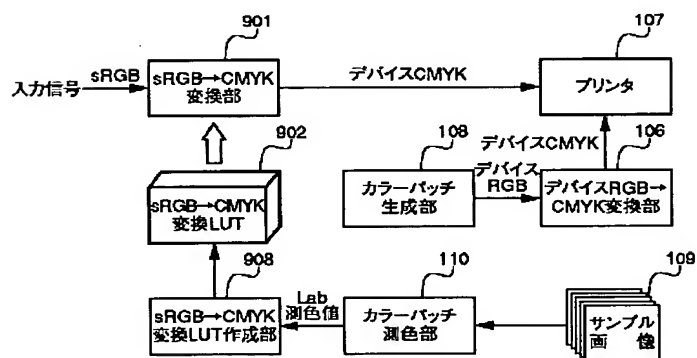 901
107
入力信号
sRGB
sRGB→CMYK
変換部
デバイスCMYK
プリンタ
902
108
デバイスCMYK
106
デバイス
RGB
sRGB→CMYK
変換LUT
カラーパッチ
生成部
デバイスRGB→
CMYK変換部
908
110
109
Lab
測色値
sRGB→CMYK
変換LUT作成部
カラーパッチ
測色部
サンプル
画 像